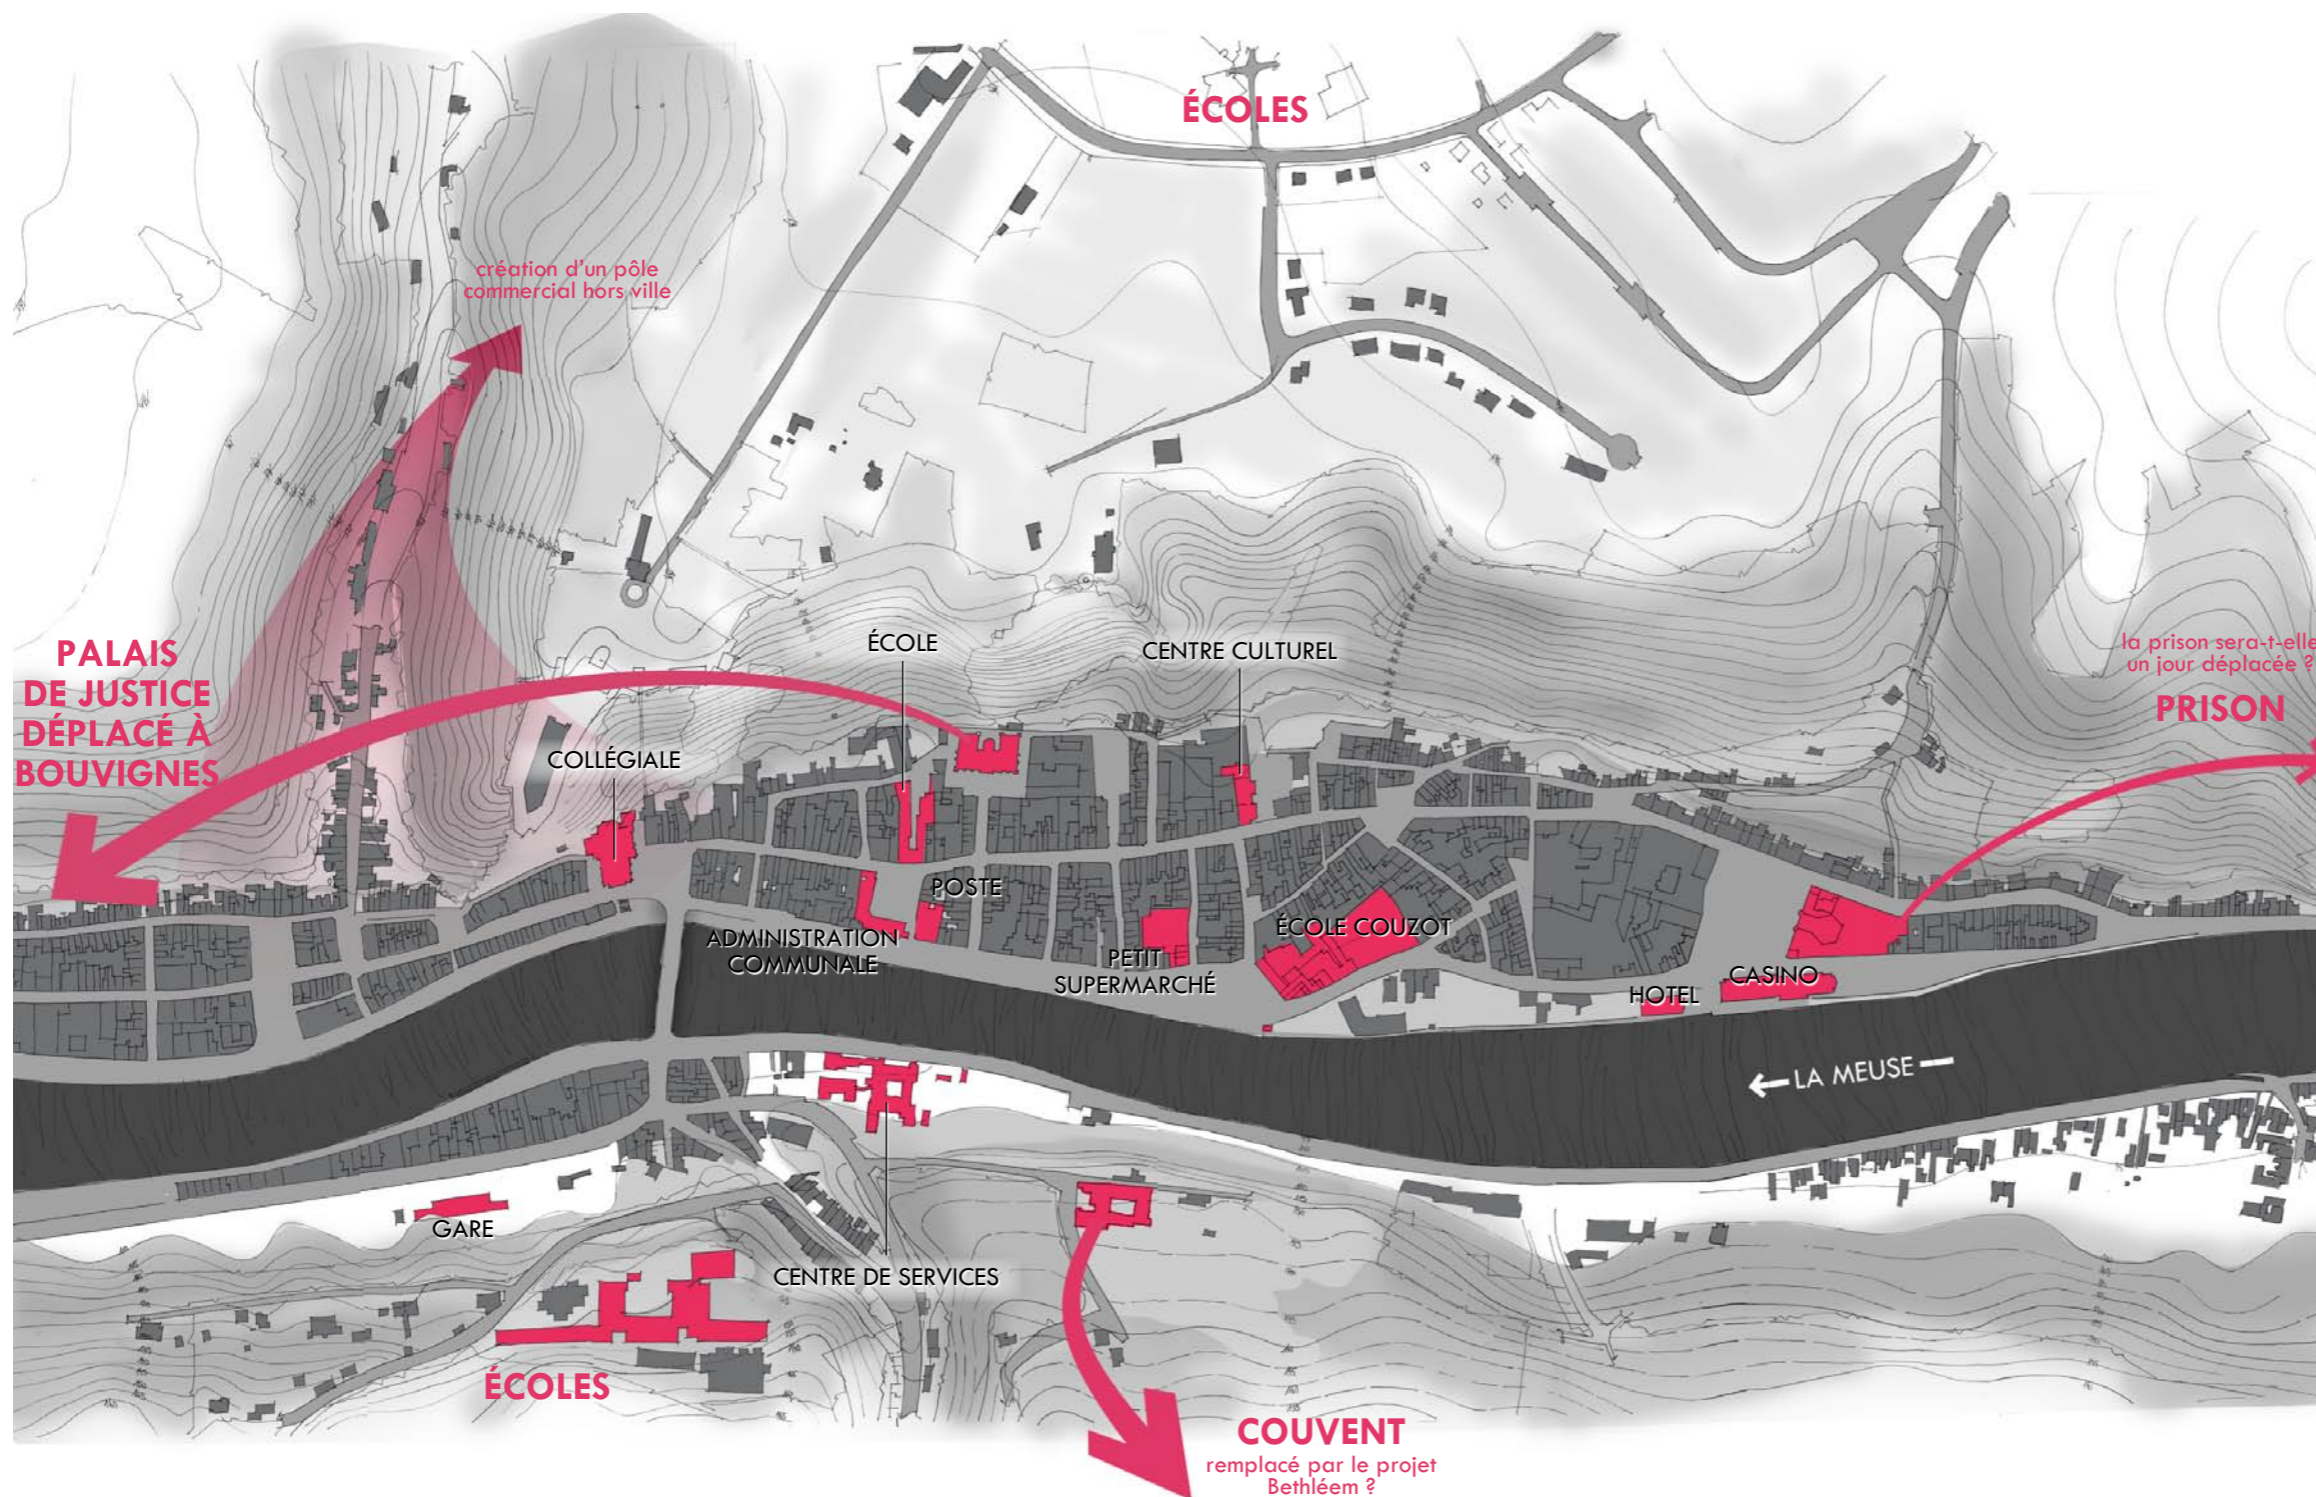 ÉCOLES
création d’un pôle
commercial hors ville
PALAIS
DE JUSTICE
DÉPLACÉ À
BOUVIGNES
ÉCOLE
CENTRE CULTUREL
la prison sera-t-elle
un jour déplacée ?
PRISON
COLLÉGIALE
POSTE
ADMINISTRATION
COMMUNALE
PETIT
SUPERMARCHÉ
ÉCOLE COUZOT
HOTEL
CASINO
LA MEUSE
GARE
CENTRE DE SERVICES
ÉCOLES
COUVENT
remplacé par le projet
Bethléem ?